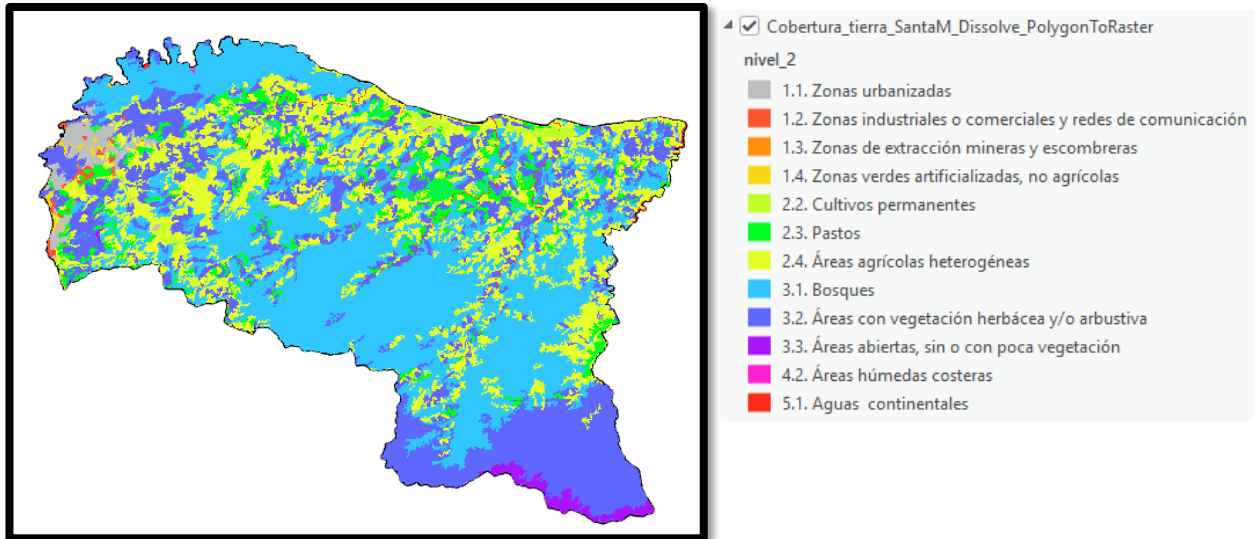 Cobertura_tierra_SantaM_Dissolve_PolygonToRaster
nivel_2
1.1. Zonas urbanizadas
1.2. Zonas industriales o comerciales y redes de comunicación
1.3. Zonas de extracción mineras y escombreras
1.4. Zonas verdes artificializadas, no agrícolas
2.2. Cultivos permanentes
2.3. Pastos
2.4. Áreas agrícolas heterogéneas
3.1. Bosques
3.2. Áreas con vegetación herbácea y/o arbustiva
3.3. Áreas abiertas, sin o con poca vegetación
4.2. Áreas húmedas costeras
5.1. Aguas  continentales